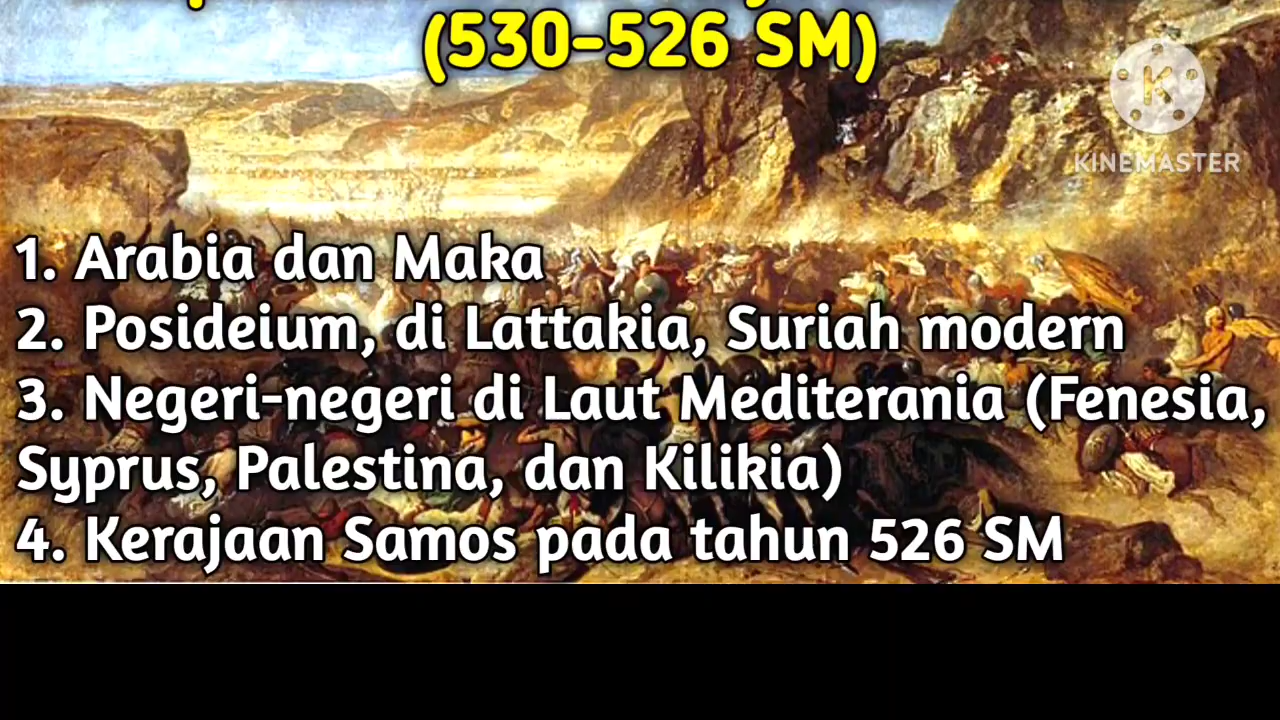 (530-526 SM)
K
KINEMASTER
1. Arabia dan Maka
2. Posideium, di Lattakia, Suriah modern
3. Negeri-negeri di Laut Mediterania (Fenesia,
Syprus, Palestina, dan Kilikia)
4. Kerajaan Samos pada tahun 526 SM